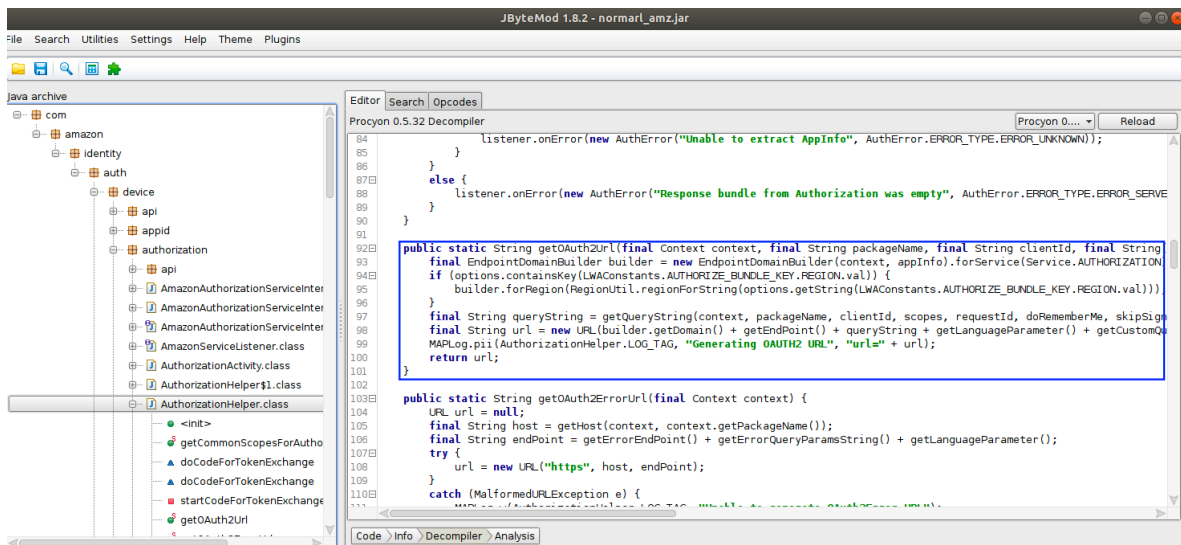 JByteMod 1.8.2 - normarl_amz.jar
File Search Utilities Settings Help Theme Plugins
Java archive
com
amazon
identity
auth
device
api
appid
authorization
api
AmazonAuthorizationServiceInter
AmazonAuthorizationServiceInter
AmazonAuthorizationServiceInter
AmazonServiceListener.class
AuthorizationActivity.class
AuthorizationHelper$1.class
AuthorizationHelper.class
<init>
getCommonScopesForAutho
doCodeForTokenExchange
doCodeForTokenExchange
startCodeForTokenExchange
getOAuth2Url
Editor Search Opcodes
Procyon 0.5.32 Decompiler Procyon 0.... Reload
84 listener.onError(new AuthError("Unable to extract AppInfo", AuthError.ERROR_TYPE.ERROR_UNKNOWN));
85 }
86 }
87 else {
88 listener.onError(new AuthError("Response bundle from Authorization was empty", AuthError.ERROR_TYPE.ERROR_SERVE
89 }
90 }
91
92 public static String getOAuth2Url(final Context context, final String packageName, final String clientId, final String
93 final EndpointDomainBuilder builder = new EndpointDomainBuilder(context, appInfo).forService(Service.AUTHORIZATION)
94 if (options.containsKey(LWAConstants.AUTHORIZE_BUNDLE_KEY.REGION.val)) {
95 builder.forRegion(RegionUtil.regionForString(options.getString(LWAConstants.AUTHORIZE_BUNDLE_KEY.REGION.val)));
96 }
97 final String queryString = getQueryString(context, packageName, clientId, scopes, requestId, doRememberMe, skipSign
98 final String url = new URL(builder.getDomain() + getEndPoint() + queryString + getLanguageParameter() + getCustomQu
99 MAPLog.pii(AuthorizationHelper.LOG_TAG, "Generating OAUTH2 URL", "url=" + url);
100 return url;
101 }
102
103 public static String getOAuth2ErrorUrl(final Context context) {
104 URL url = null;
105 final String host = getHost(context, context.getPackageName());
106 final String endPoint = getErrorEndPoint() + getErrorQueryParamsString() + getLanguageParameter();
107 try {
108 url = new URL("https", host, endPoint);
109 }
110 catch (MalformedURLException e) {
Code Info Decompiler Analysis